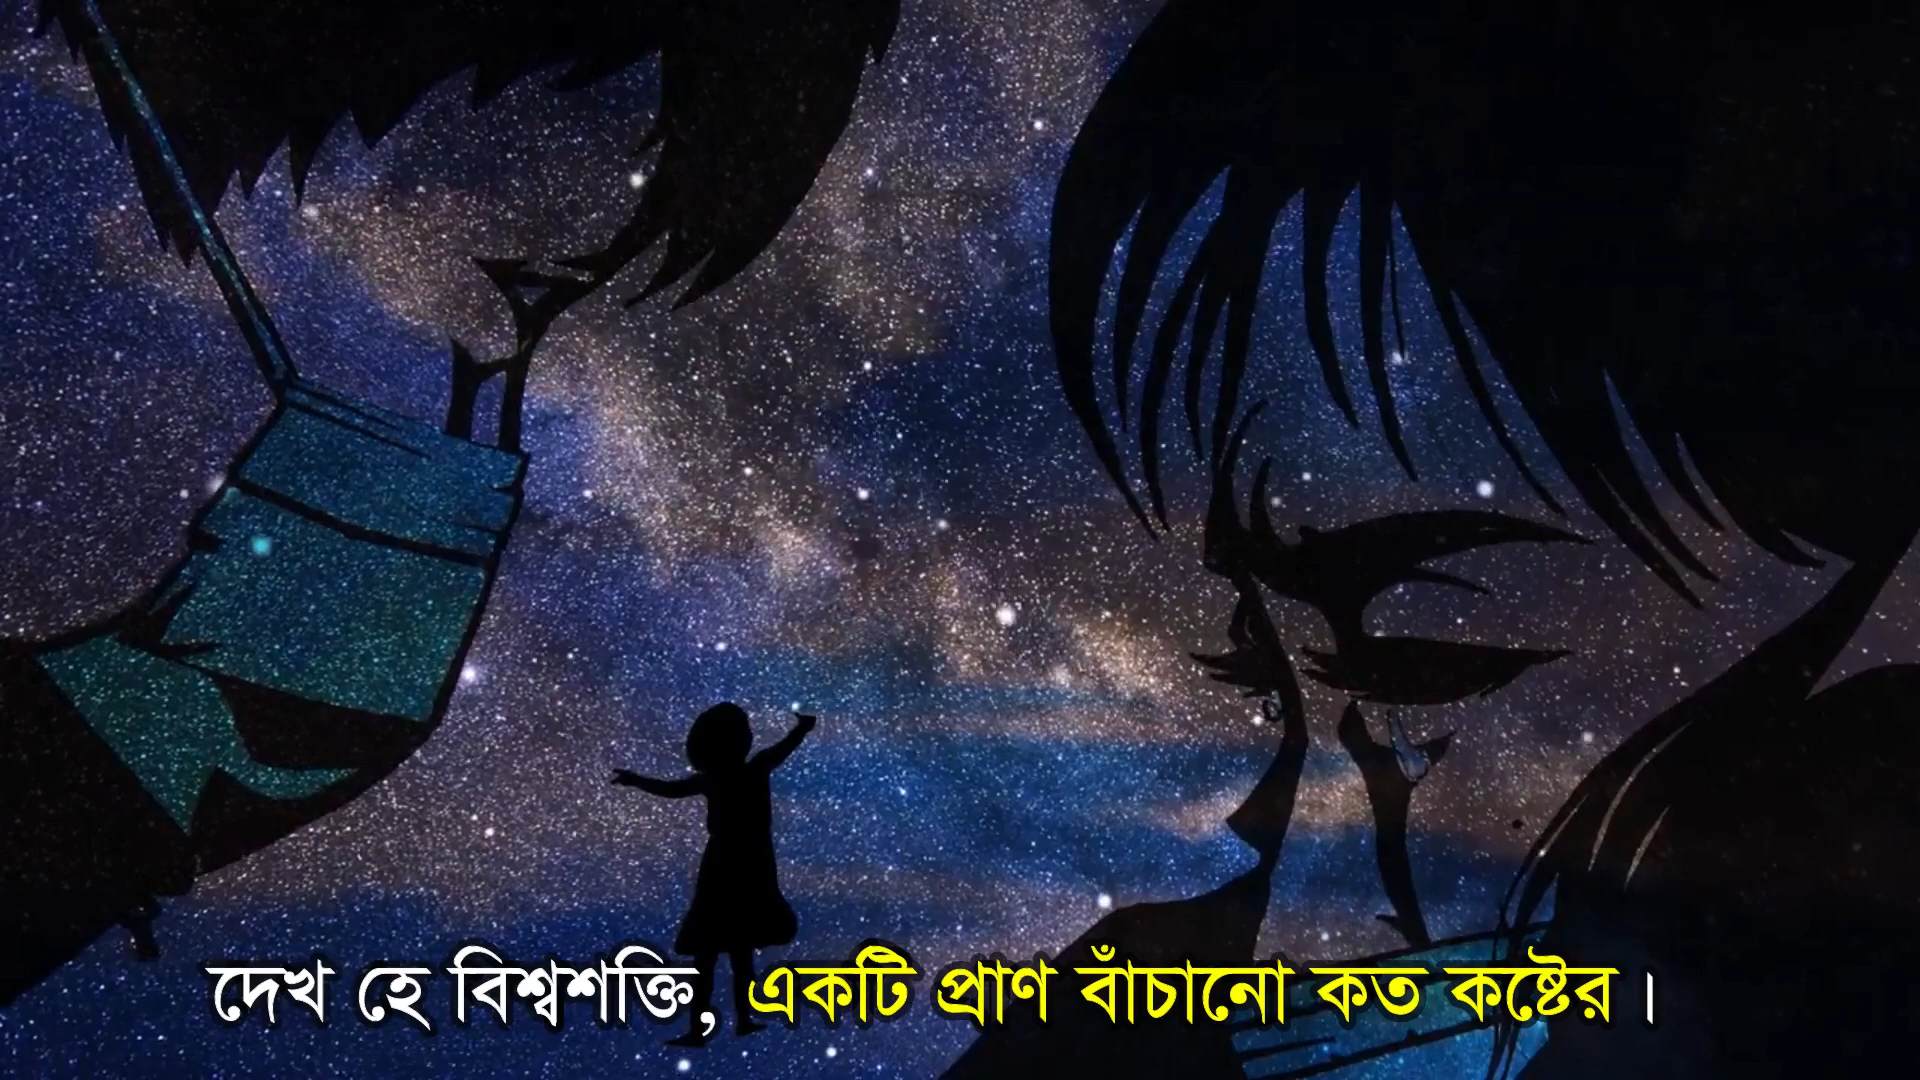 দেখ হে বিশ্বশক্তি, একটি প্রাণ বাঁচানো কত কষ্টের ।